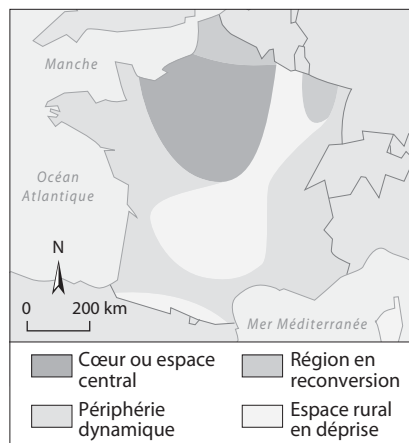 Manche
Océan
Atlantique
N
0 200 km
Mer Méditerranée
Cœur ou espace
central
Région en
reconversion
Périphérie
dynamique
Espace rural
en déprise